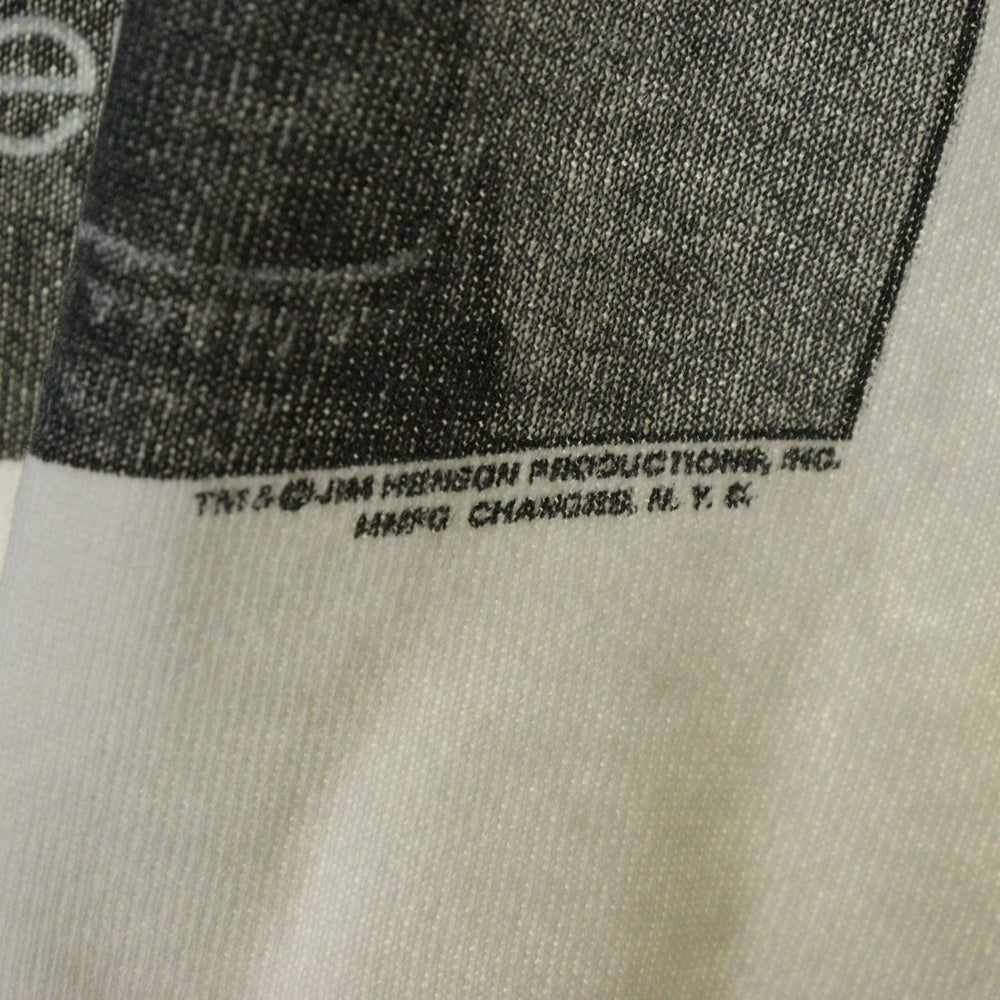 e
TM & © JIM HENSON PRODUCTIONS, INC.
MMFG CHANGES, N. Y. C.